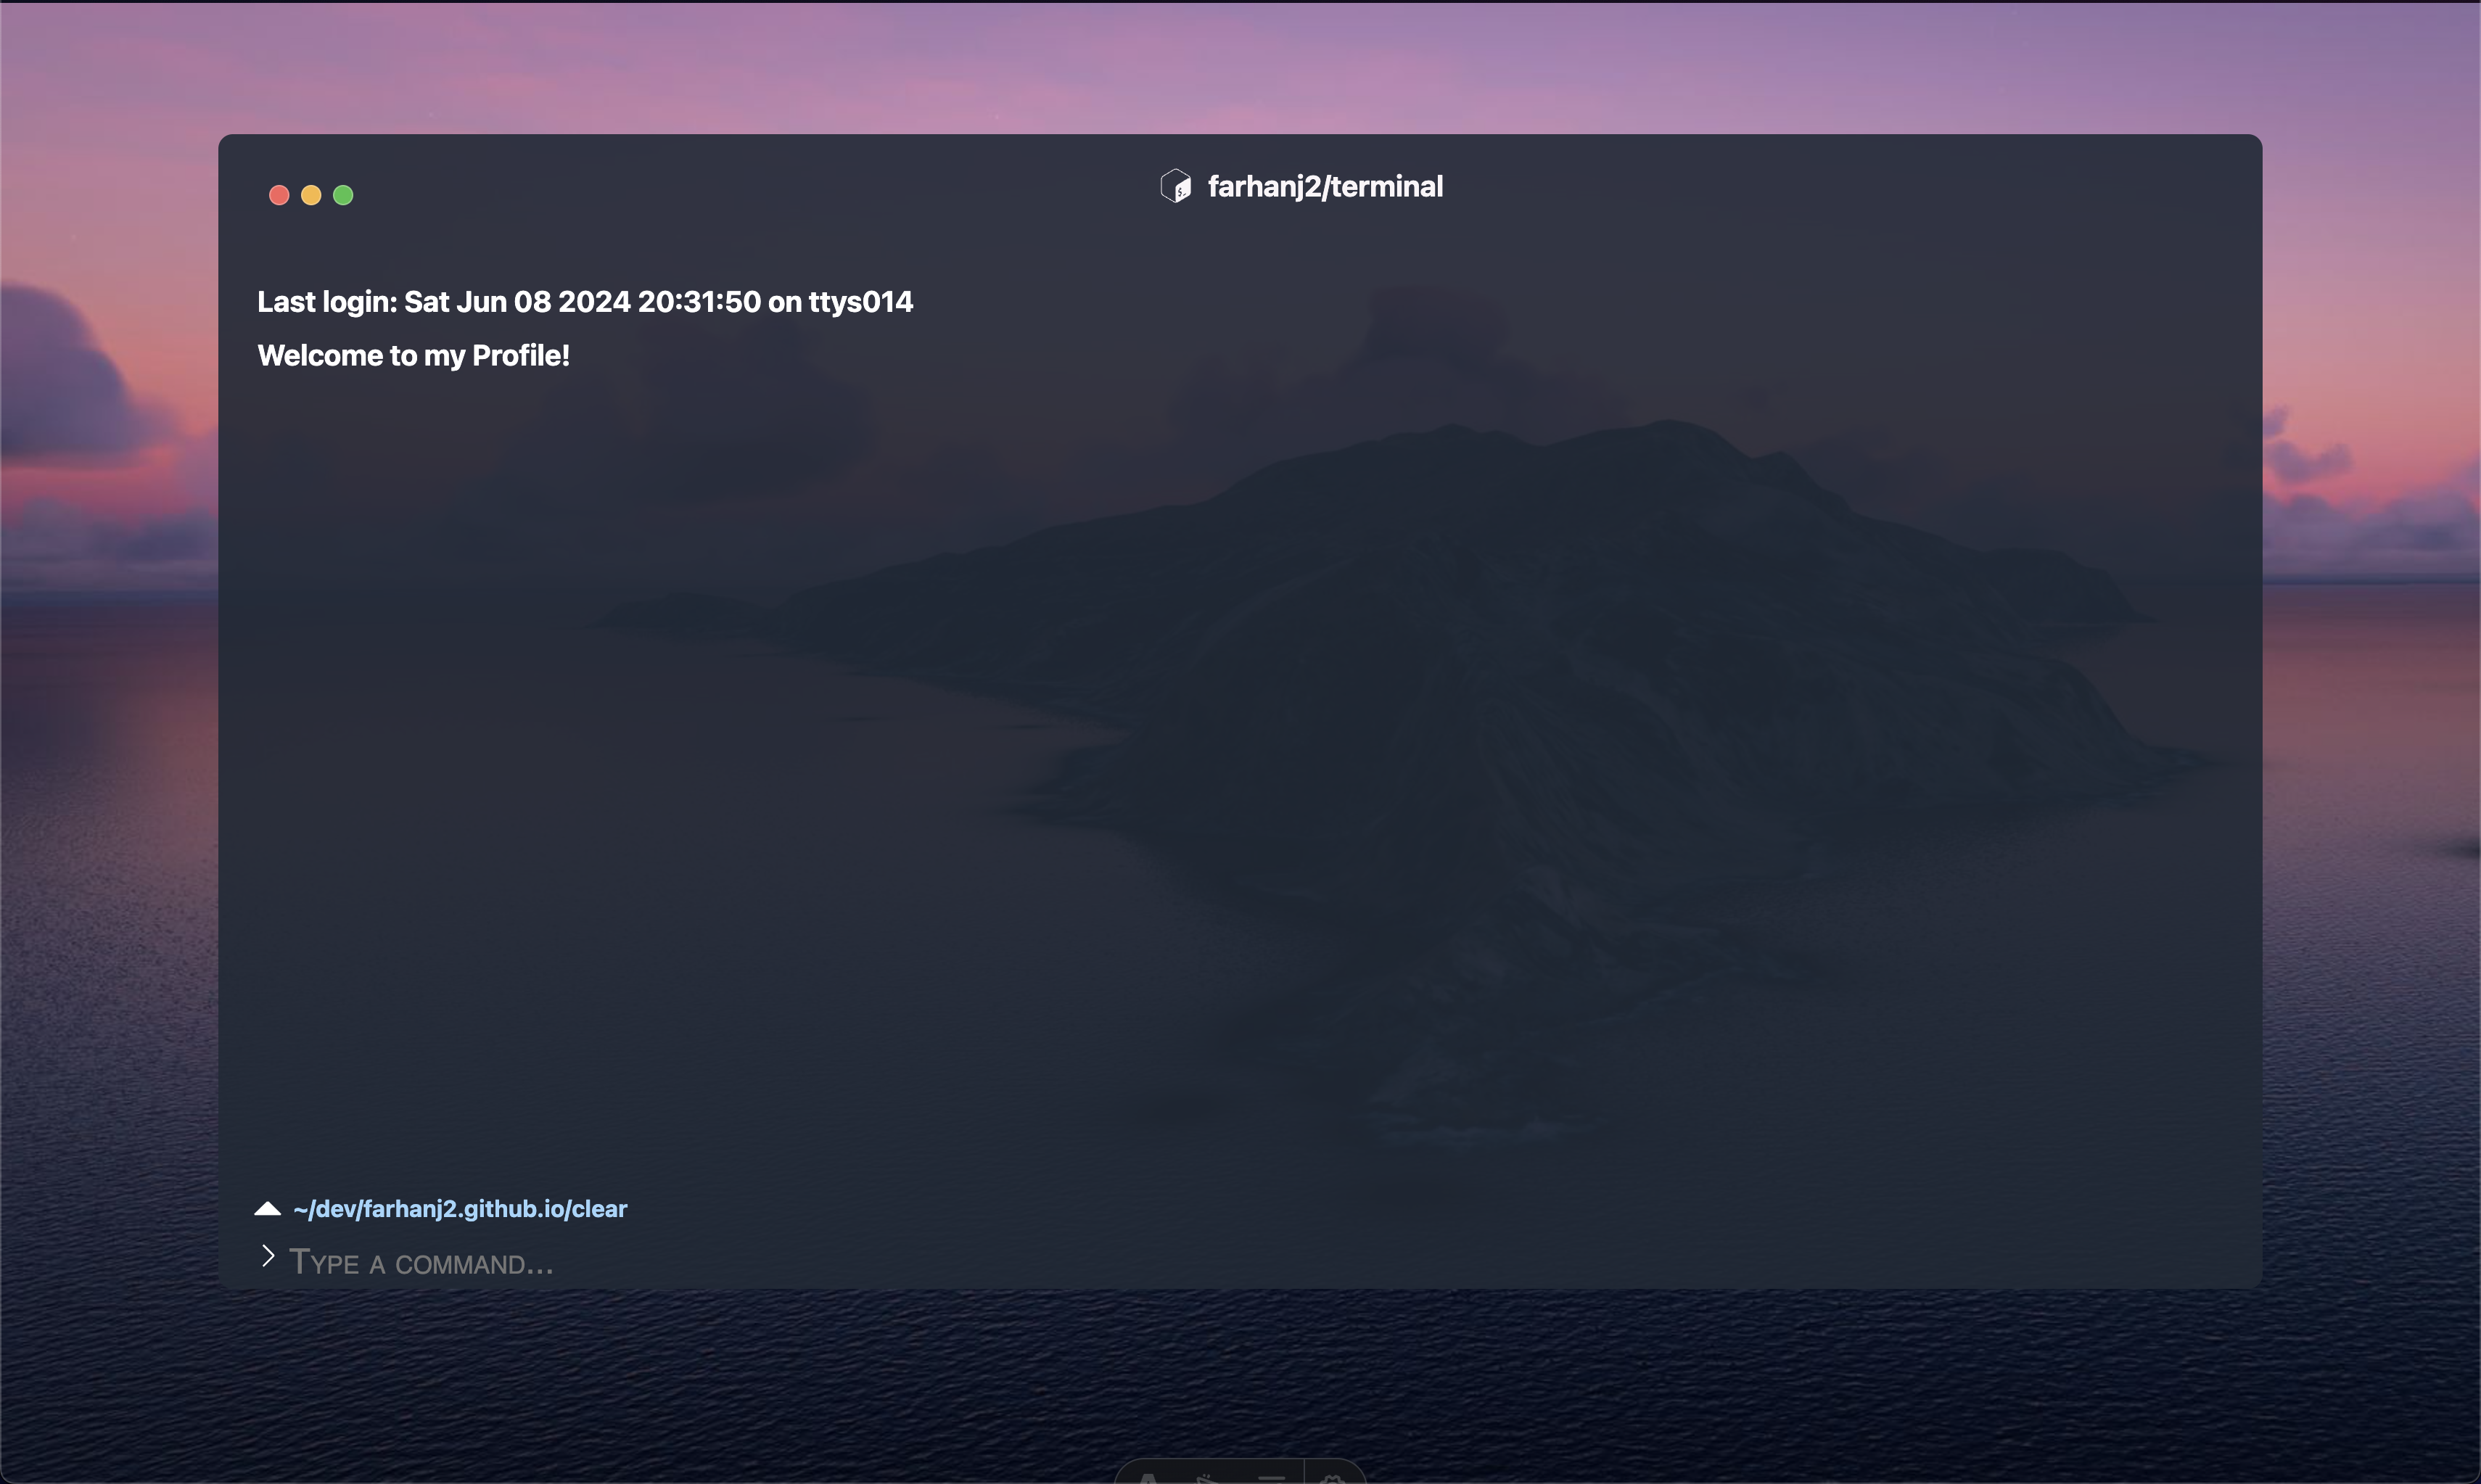 farhanj2/terminal
Last login: Sat Jun 08 2024 20:31:50 on ttys014
Welcome to my Profile!
~/dev/farhanj2.github.io/clear
Type a command...